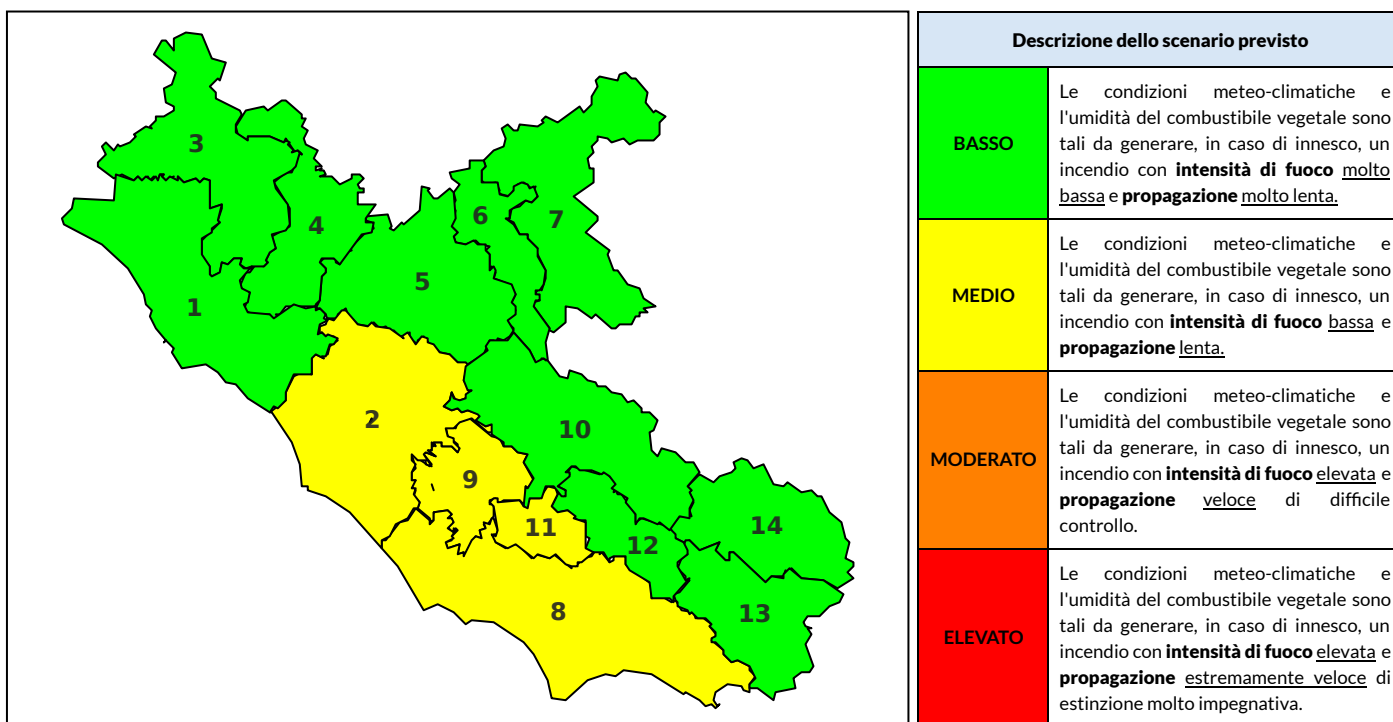 3
4
6
7
5
1
2
10
9
11
12
14
8
13
Descrizione dello scenario previsto
BASSO
Le condizioni meteo-climatiche e
l'umidità del combustibile vegetale sono
tali da generare, in caso di innesco, un
incendio con intensità di fuoco molto
bassa e propagazione molto lenta.
MEDIO
Le condizioni meteo-climatiche e
l'umidità del combustibile vegetale sono
tali da generare, in caso di innesco, un
incendio con intensità di fuoco bassa e
propagazione lenta.
MODERATO
Le condizioni meteo-climatiche e
l'umidità del combustibile vegetale sono
tali da generare, in caso di innesco, un
incendio con intensità di fuoco elevata e
propagazione veloce di difficile
controllo.
ELEVATO
Le condizioni meteo-climatiche e
l'umidità del combustibile vegetale sono
tali da generare, in caso di innesco, un
incendio con intensità di fuoco elevata e
propagazione estremamente veloce di
estinzione molto impegnativa.